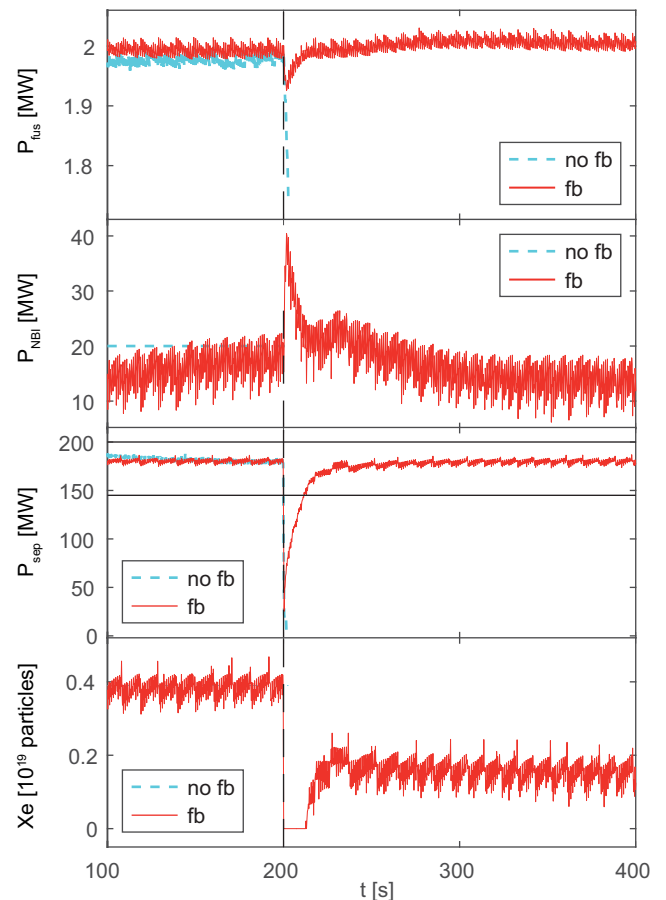 2
1.9
1.8
P_fus [MW]
no fb
fb
40
30
20
10
P_NBI [MW]
no fb
fb
200
150
100
50
0
P_sep [MW]
no fb
fb
0.4
0.2
0
Xe [10¹⁹ particles]
no fb
fb
100 200 300 400
t [s]